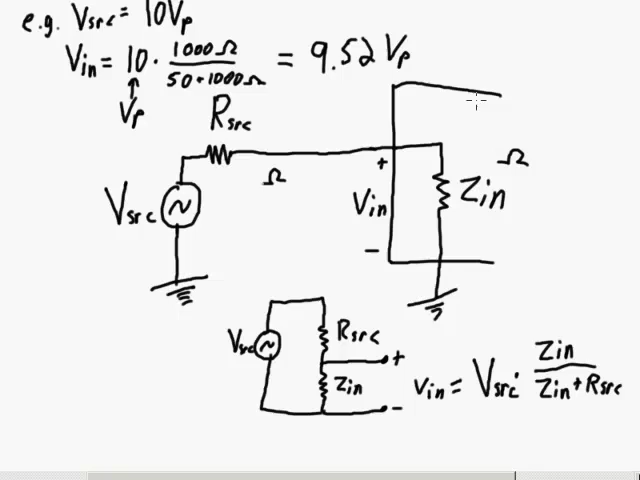 e.g. Vsrc = 10Vp
Vin = 10 · 1000Ω / 50+1000Ω = 9.52 Vp
Vp
Rsrc
Ω
Vsrc
+
Vin
−
Zin Ω
Vsrc
Rsrc
Zin
+
−
Vin = Vsrc · Zin / Zin + Rsrc